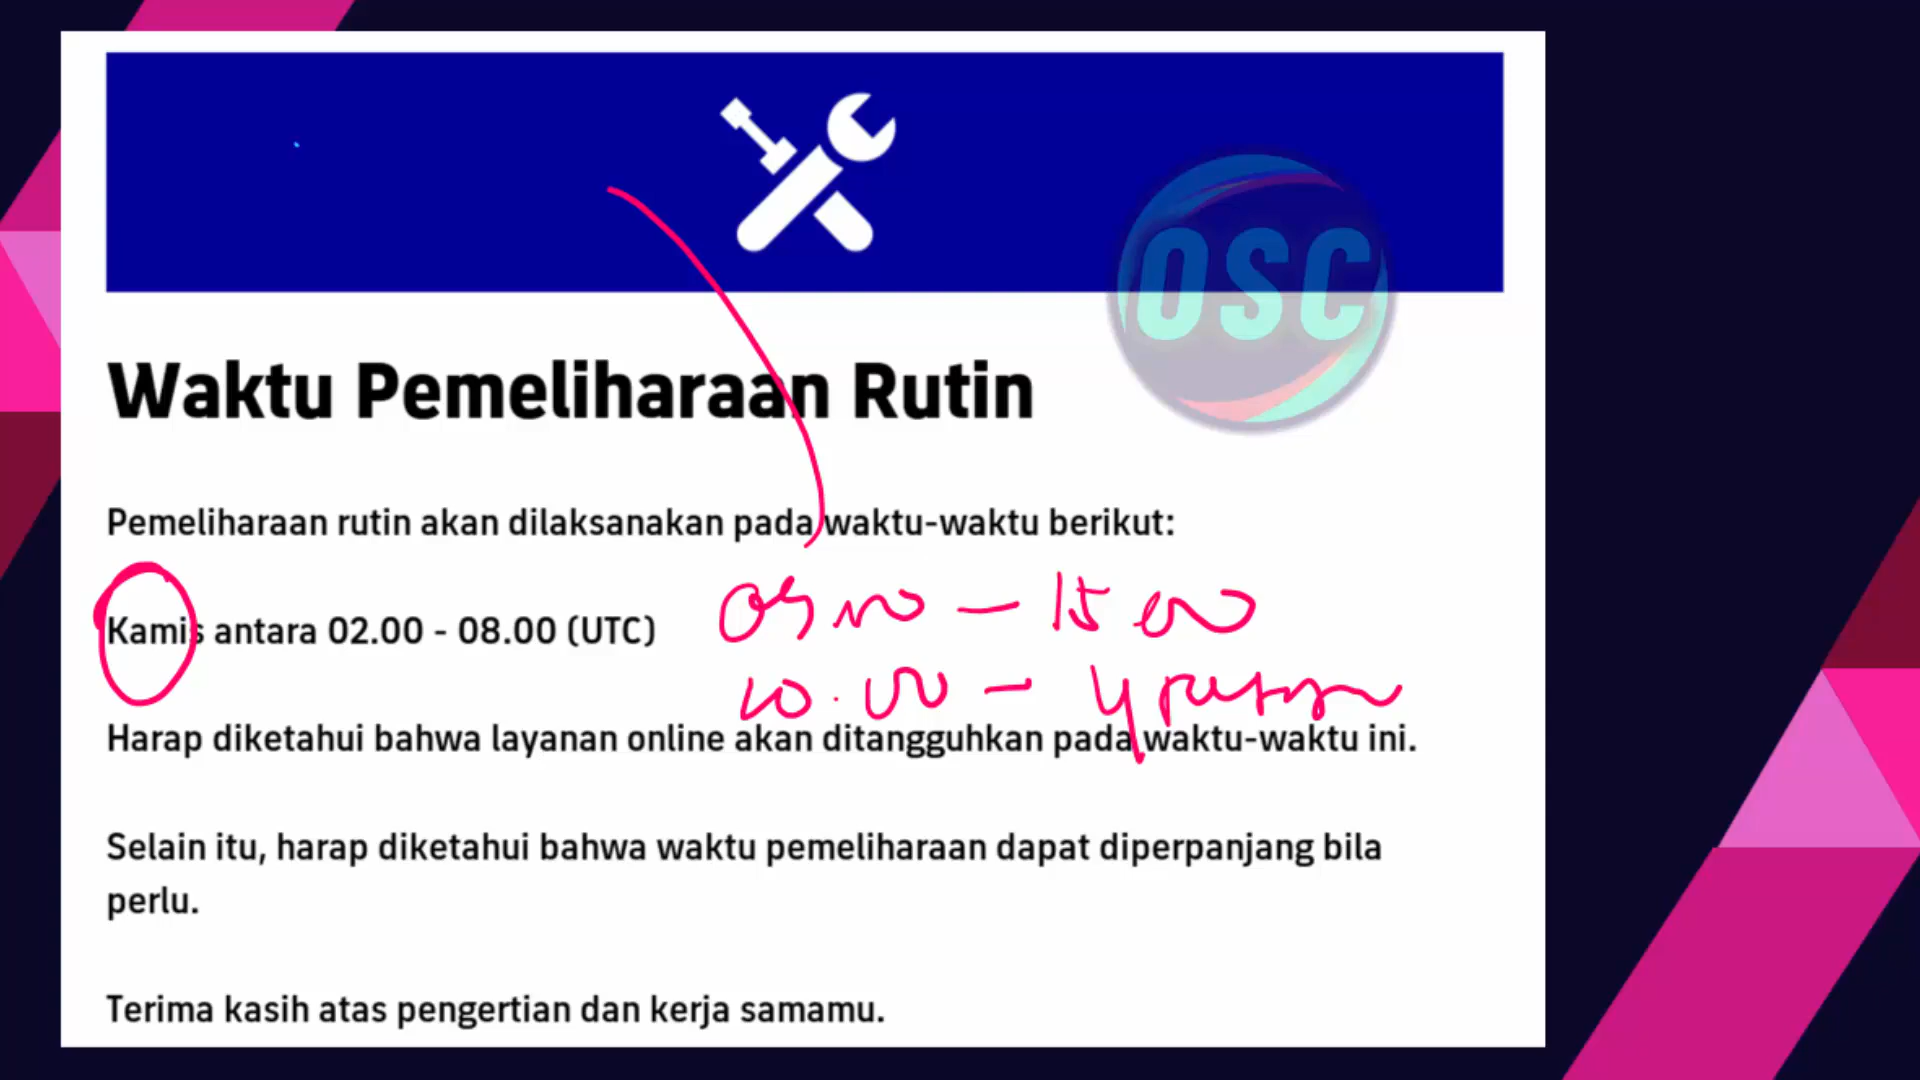 OSC
Waktu Pemeliharaan Rutin
Pemeliharaan rutin akan dilaksanakan pada waktu-waktu berikut:
Kamis antara 02.00 - 08.00 (UTC)
09 00 – 15 00
10.00 –
Harap diketahui bahwa layanan online akan ditangguhkan pada waktu-waktu ini.
Selain itu, harap diketahui bahwa waktu pemeliharaan dapat diperpanjang bila
perlu.
Terima kasih atas pengertian dan kerja samamu.